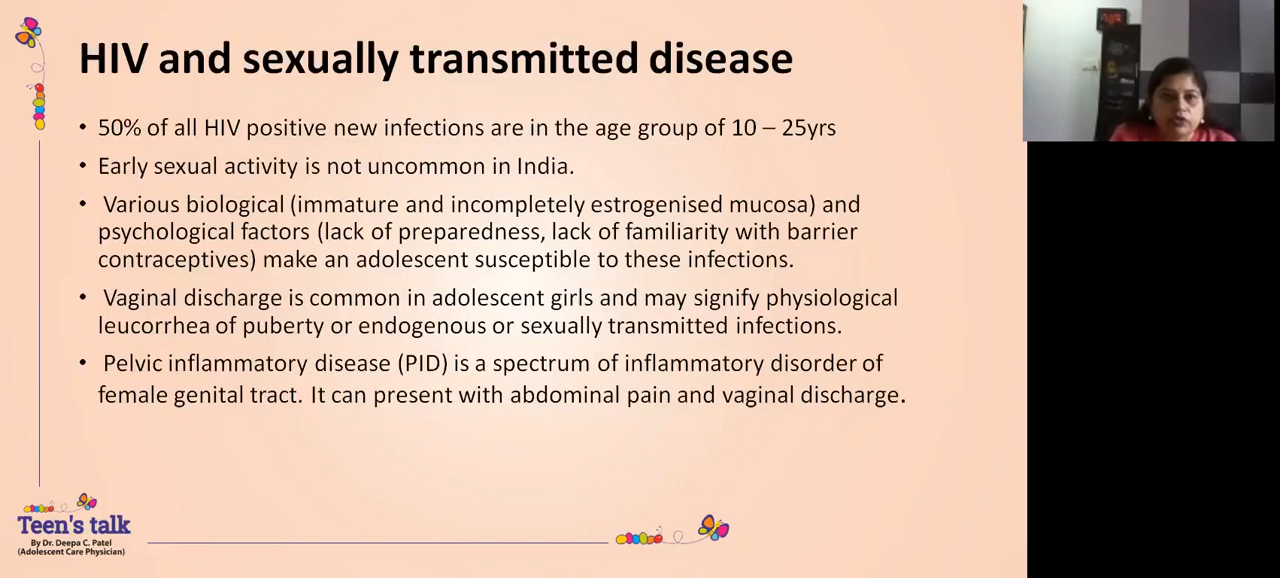 HIV and sexually transmitted disease
• 50% of all HIV positive new infections are in the age group of 10 – 25yrs
• Early sexual activity is not uncommon in India.
• Various biological (immature and incompletely estrogenised mucosa) and
psychological factors (lack of preparedness, lack of familiarity with barrier
contraceptives) make an adolescent susceptible to these infections.
• Vaginal discharge is common in adolescent girls and may signify physiological
leucorrhea of puberty or endogenous or sexually transmitted infections.
• Pelvic inflammatory disease (PID) is a spectrum of inflammatory disorder of
female genital tract. It can present with abdominal pain and vaginal discharge.
Teen's talk
By Dr. Deepa C. Patel
(Adolescent Care Physician)